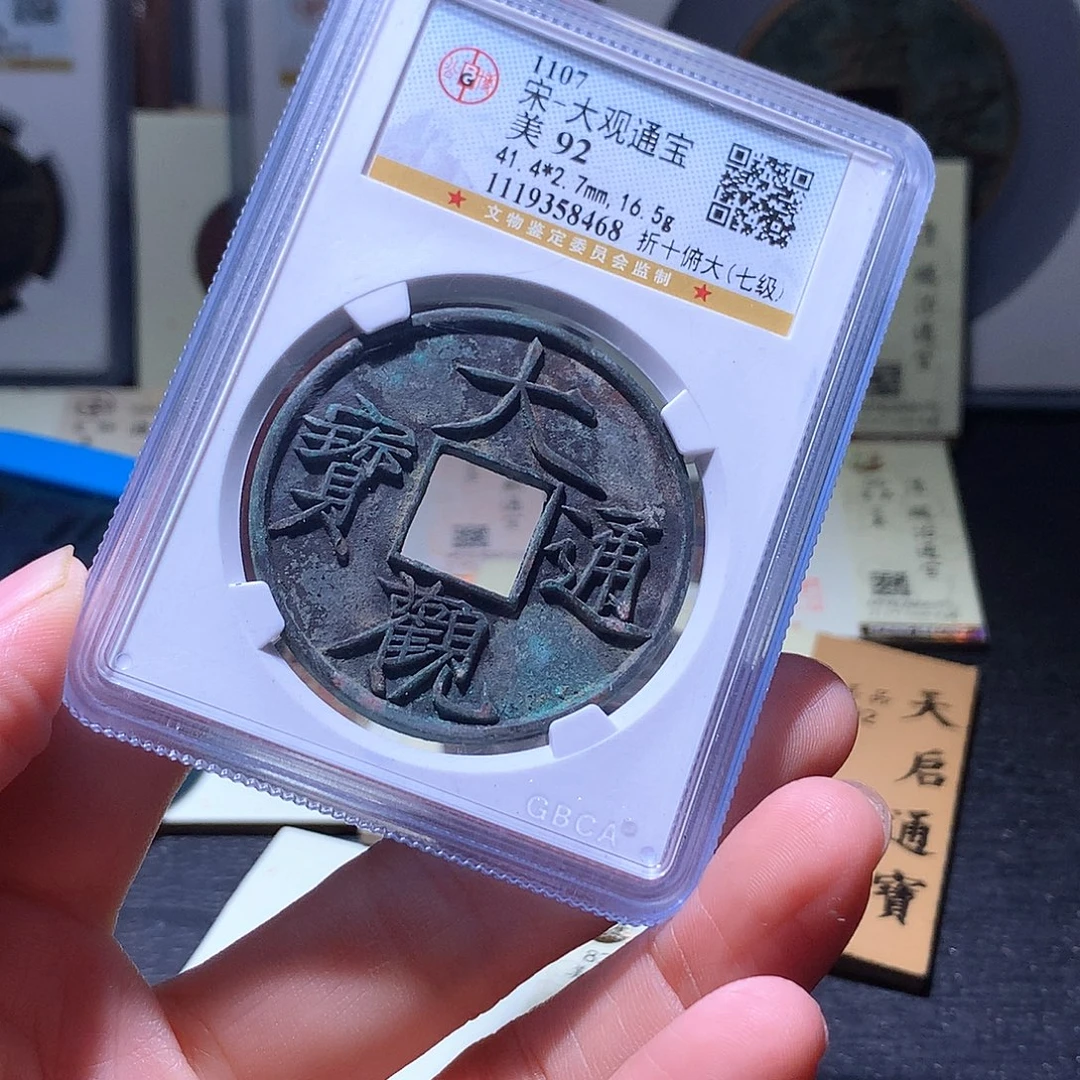 1107
宋-大观通宝
美 92
41.4*2.7mm, 16.5g
1119358468 折十俯大(七级)
★ 文物鉴定委员会监制 ★
G
大
通
寶
觀
GBCA
天
启
通
寶